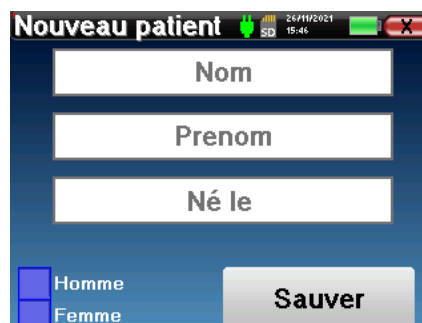 Nouveau patient SD 26/11/2021
15:46 X
Nom
Prenom
Né le
Homme
Femme
Sauver